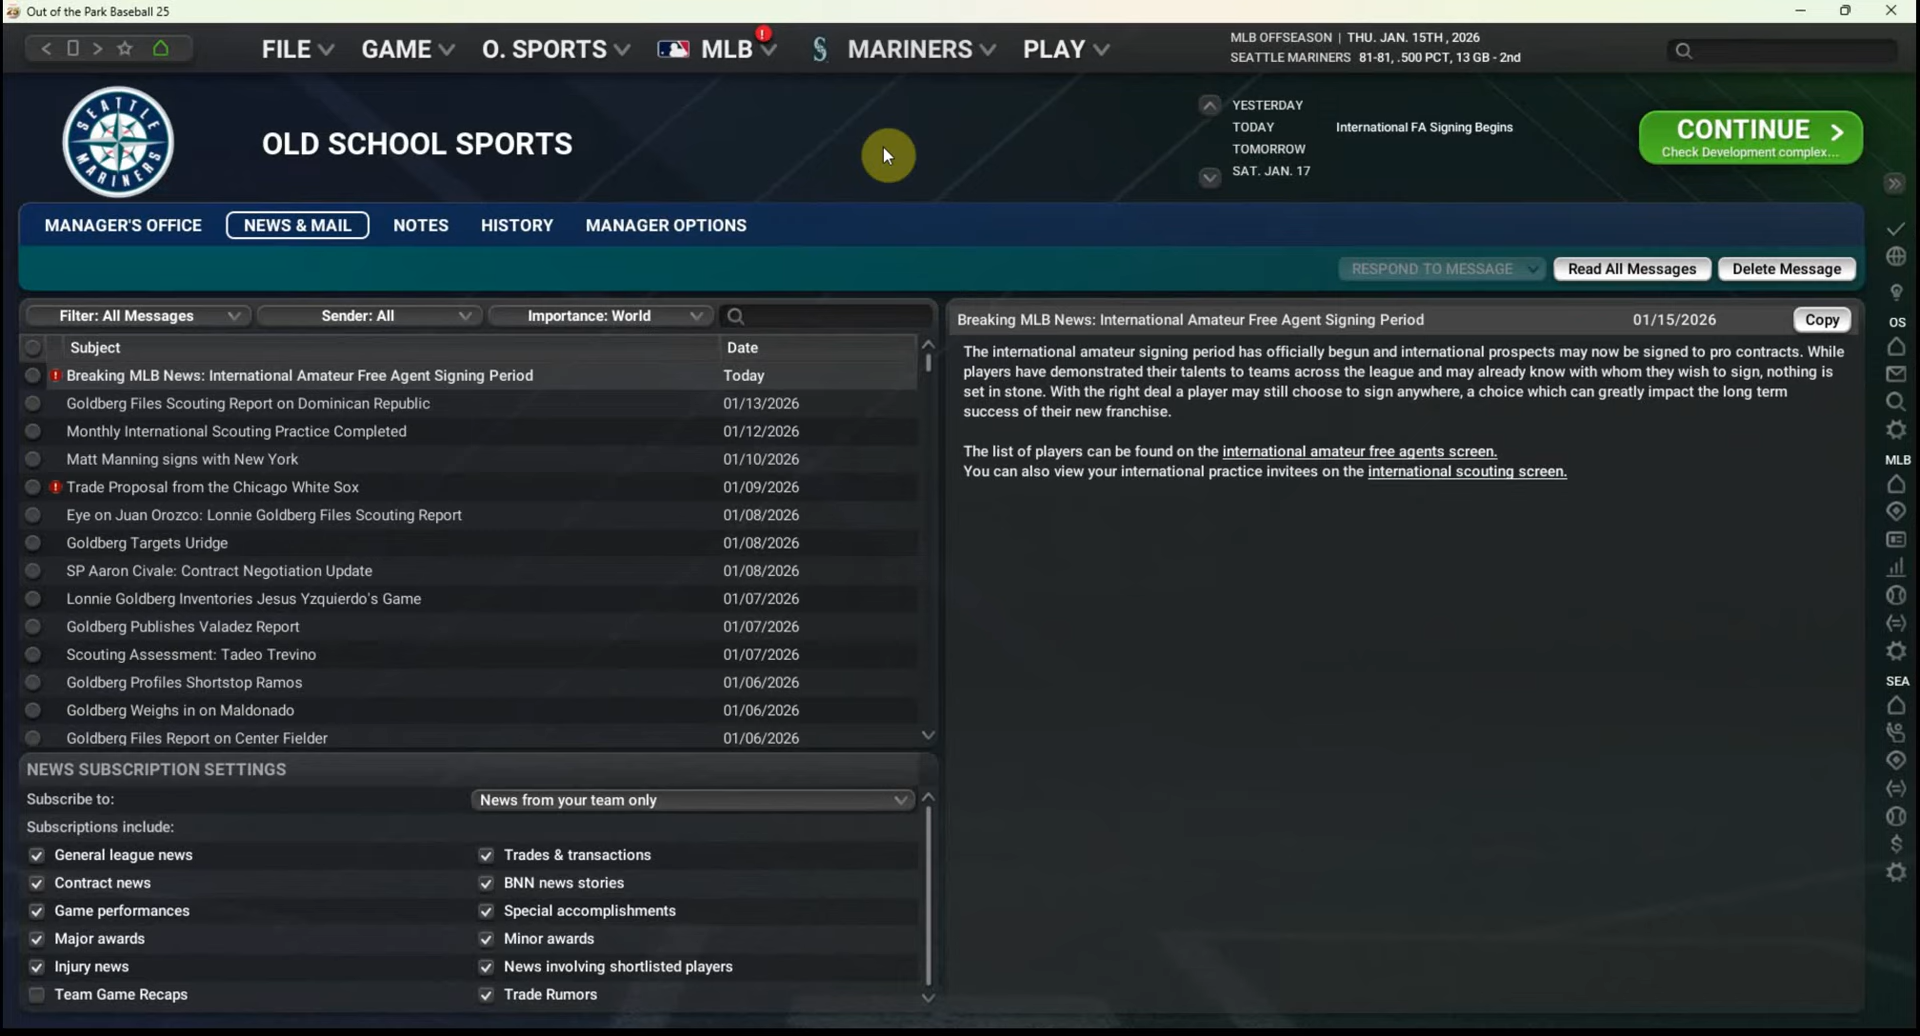 Out of the Park Baseball 25
FILE
GAME
O. SPORTS
MLB
MARINERS
PLAY
MLB OFFSEASON | THU. JAN. 15TH , 2026
SEATTLE MARINERS 81-81, .500 PCT, 13 GB - 2nd
SEATTLE
MARINERS
OLD SCHOOL SPORTS
YESTERDAY
TODAY International FA Signing Begins
TOMORROW
SAT. JAN. 17
CONTINUE
Check Development complex...
MANAGER'S OFFICE
NEWS & MAIL
NOTES
HISTORY
MANAGER OPTIONS
RESPOND TO MESSAGE
Read All Messages
Delete Message
Filter: All Messages
Sender: All
Importance: World
Subject Date
Breaking MLB News: International Amateur Free Agent Signing Period Today
Goldberg Files Scouting Report on Dominican Republic 01/13/2026
Monthly International Scouting Practice Completed 01/12/2026
Matt Manning signs with New York 01/10/2026
Trade Proposal from the Chicago White Sox 01/09/2026
Eye on Juan Orozco: Lonnie Goldberg Files Scouting Report 01/08/2026
Goldberg Targets Uridge 01/08/2026
SP Aaron Civale: Contract Negotiation Update 01/08/2026
Lonnie Goldberg Inventories Jesus Yzquierdo's Game 01/07/2026
Goldberg Publishes Valadez Report 01/07/2026
Scouting Assessment: Tadeo Trevino 01/07/2026
Goldberg Profiles Shortstop Ramos 01/06/2026
Goldberg Weighs in on Maldonado 01/06/2026
Goldberg Files Report on Center Fielder 01/06/2026
Breaking MLB News: International Amateur Free Agent Signing Period 01/15/2026 Copy
The international amateur signing period has officially begun and international prospects may now be signed to pro contracts. While
players have demonstrated their talents to teams across the league and may already know with whom they wish to sign, nothing is
set in stone. With the right deal a player may still choose to sign anywhere, a choice which can greatly impact the long term
success of their new franchise.
The list of players can be found on the international amateur free agents screen.
You can also view your international practice invitees on the international scouting screen.
NEWS SUBSCRIPTION SETTINGS
Subscribe to: News from your team only
Subscriptions include:
General league news Trades & transactions
Contract news BNN news stories
Game performances Special accomplishments
Major awards Minor awards
Injury news News involving shortlisted players
Team Game Recaps Trade Rumors
OS
MLB
SEA